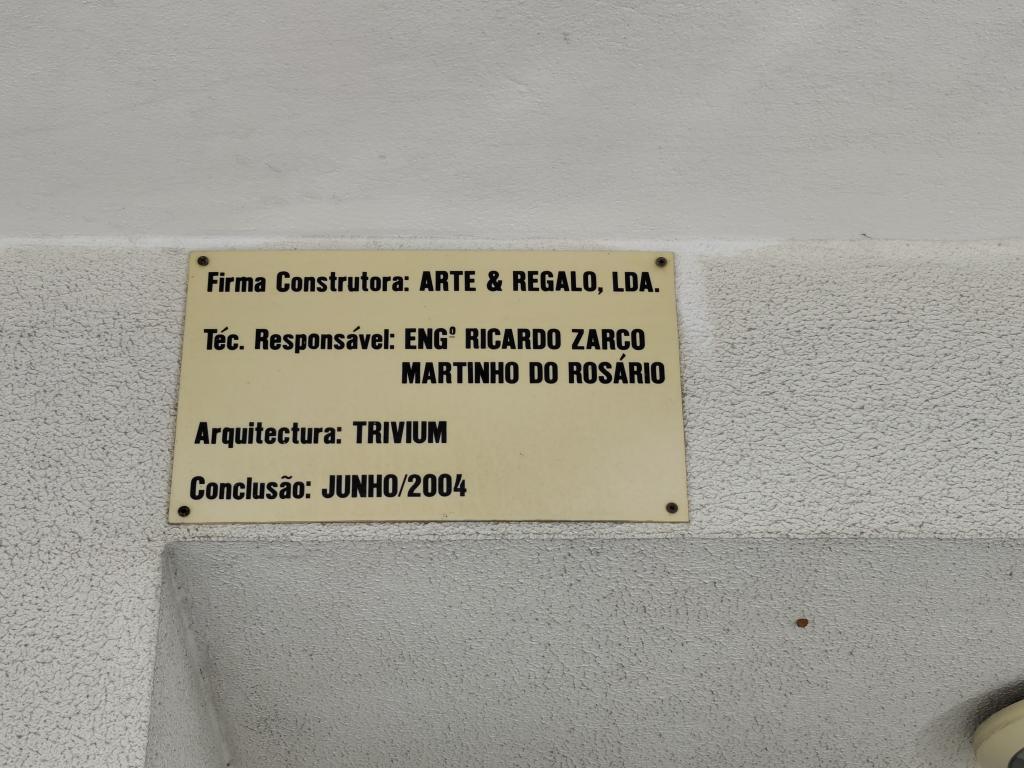 Firma Construtora: ARTE & REGALO, LDA.
Téc. Responsável: ENGº RICARDO ZARCO
MARTINHO DO ROSÁRIO
Arquitectura: TRIVIUM
Conclusão: JUNHO/2004